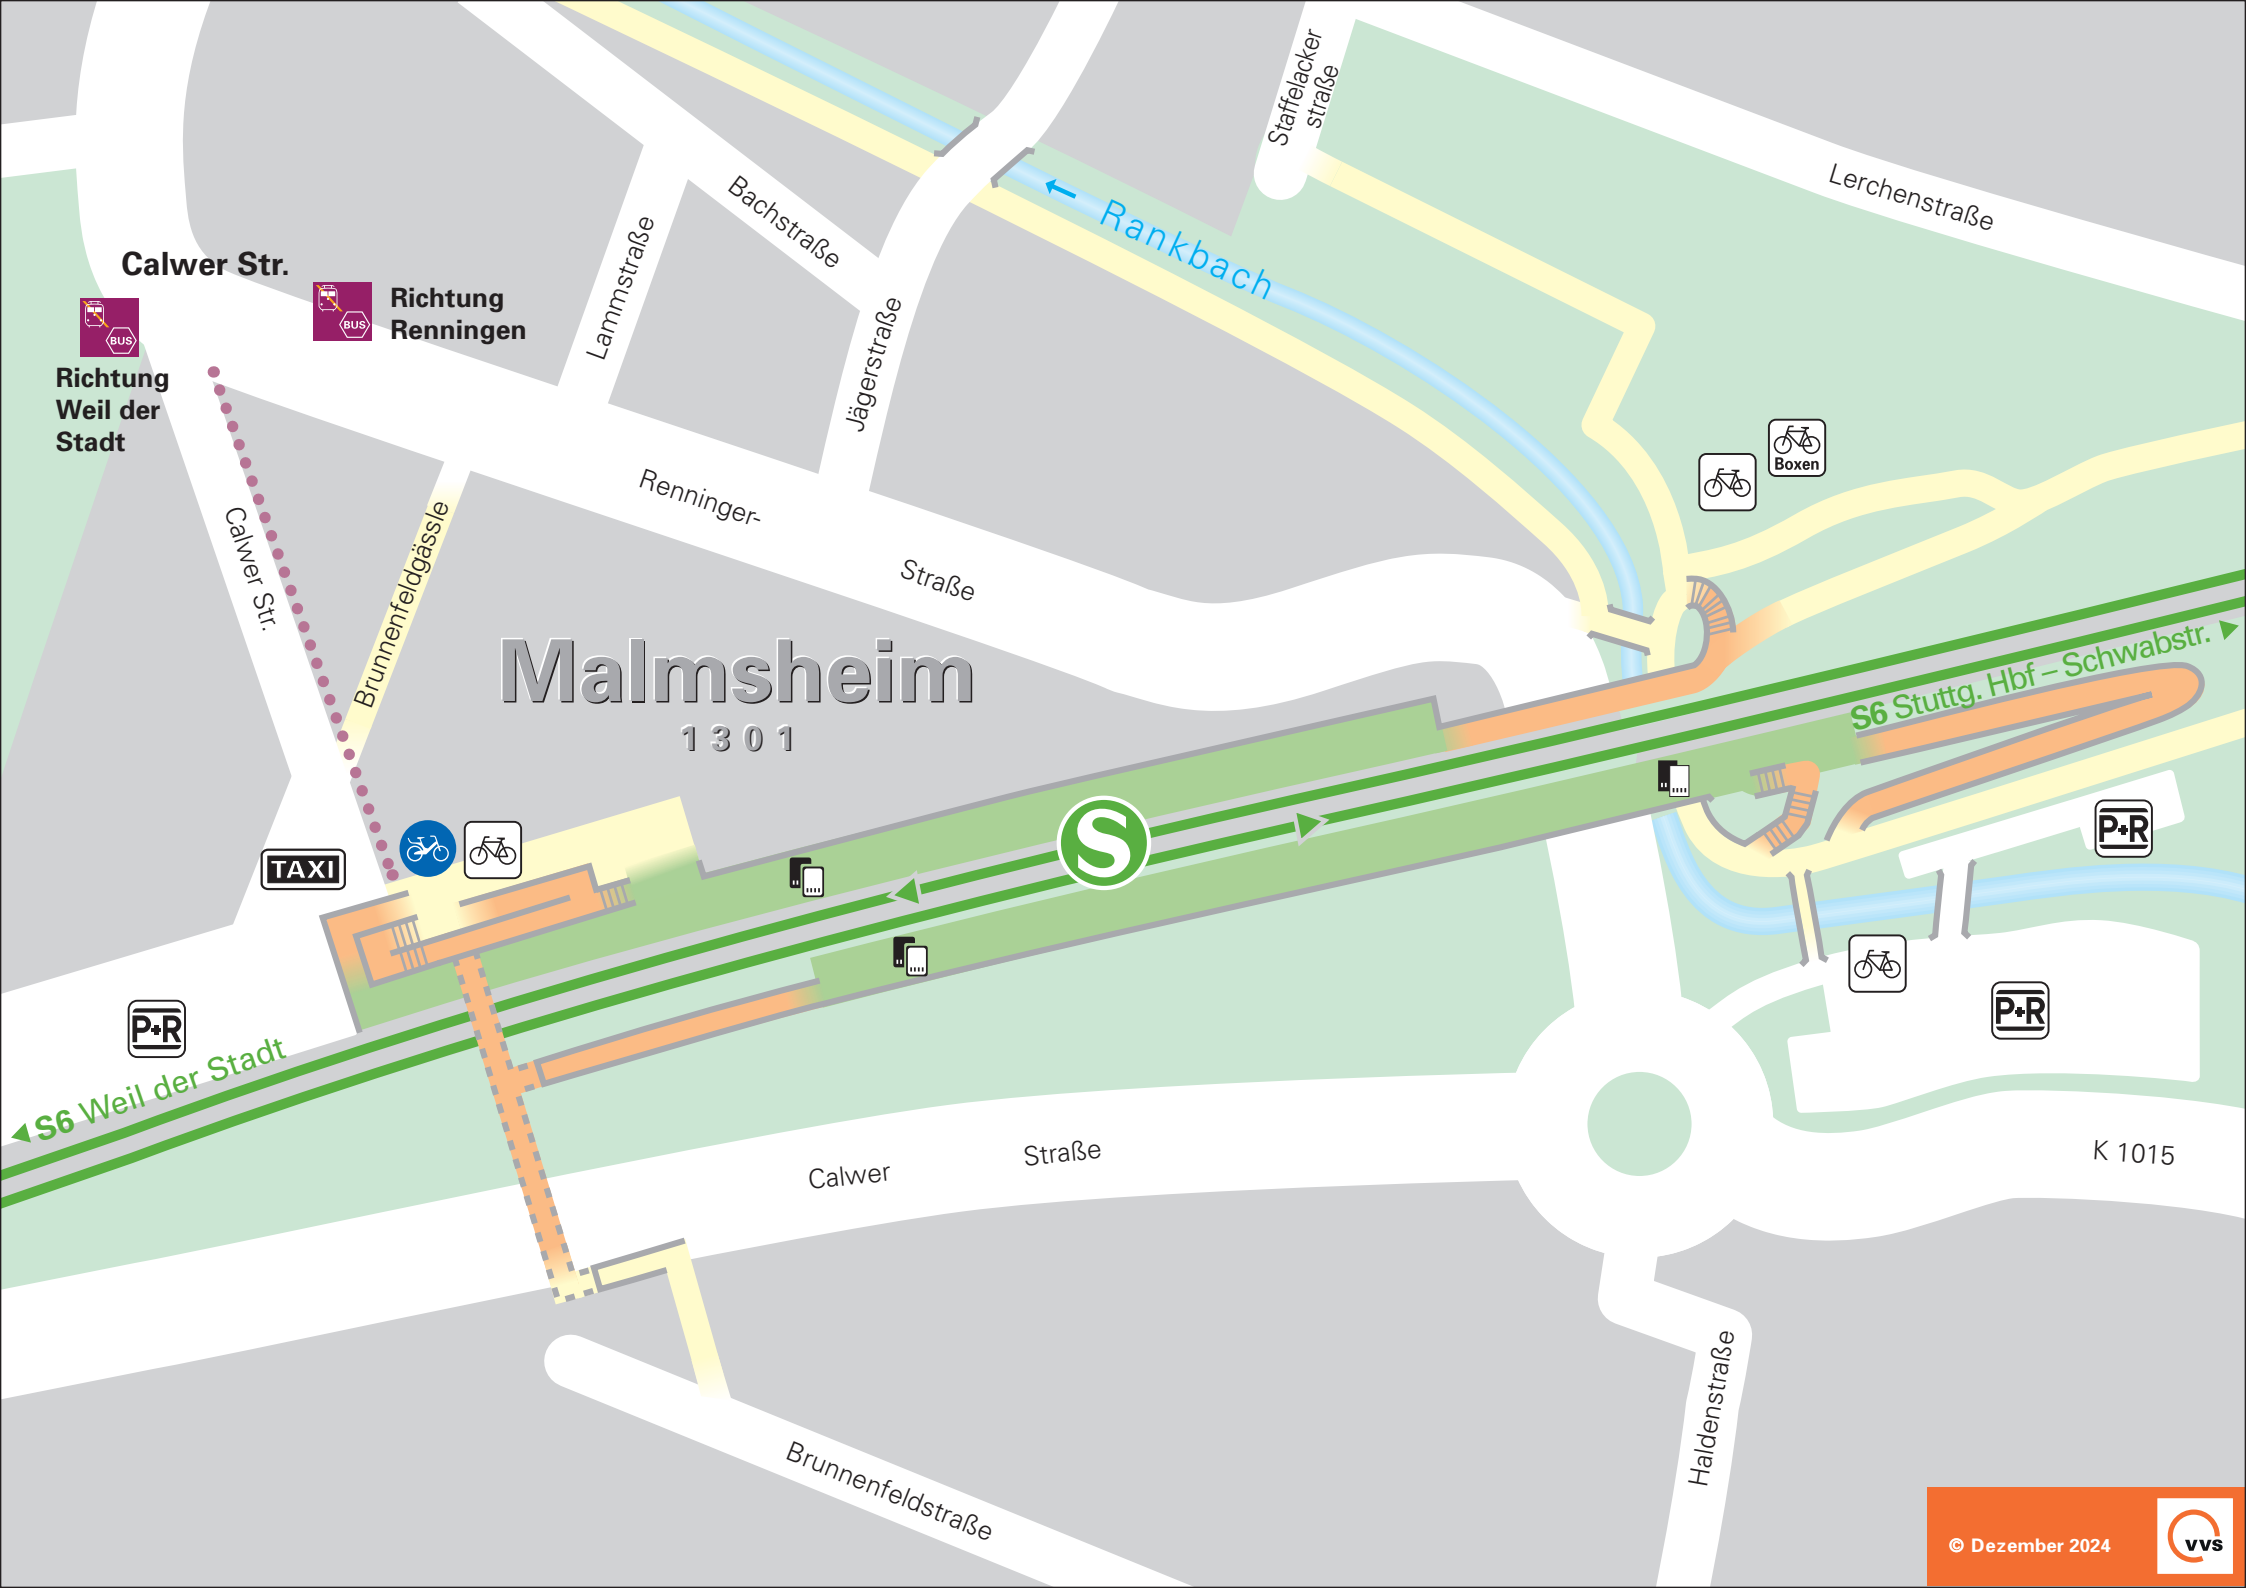 Staffelacker
straße
Lerchenstraße
Bachstraße
Rankbach
Lammstraße
Calwer Str.
Richtung
Renningen
BUS
BUS
Richtung
Weil der
Stadt
Jägerstraße
Boxen
Renninger-
Straße
Calwer Str.
Brunnenfeldgässle
Malmsheim
1301
S6 Stuttg. Hbf – Schwabstr.
S
TAXI
P+R
P+R
P+R
S6 Weil der Stadt
Calwer
Straße
K 1015
Haldenstraße
Brunnenfeldstraße
© Dezember 2024
vvs